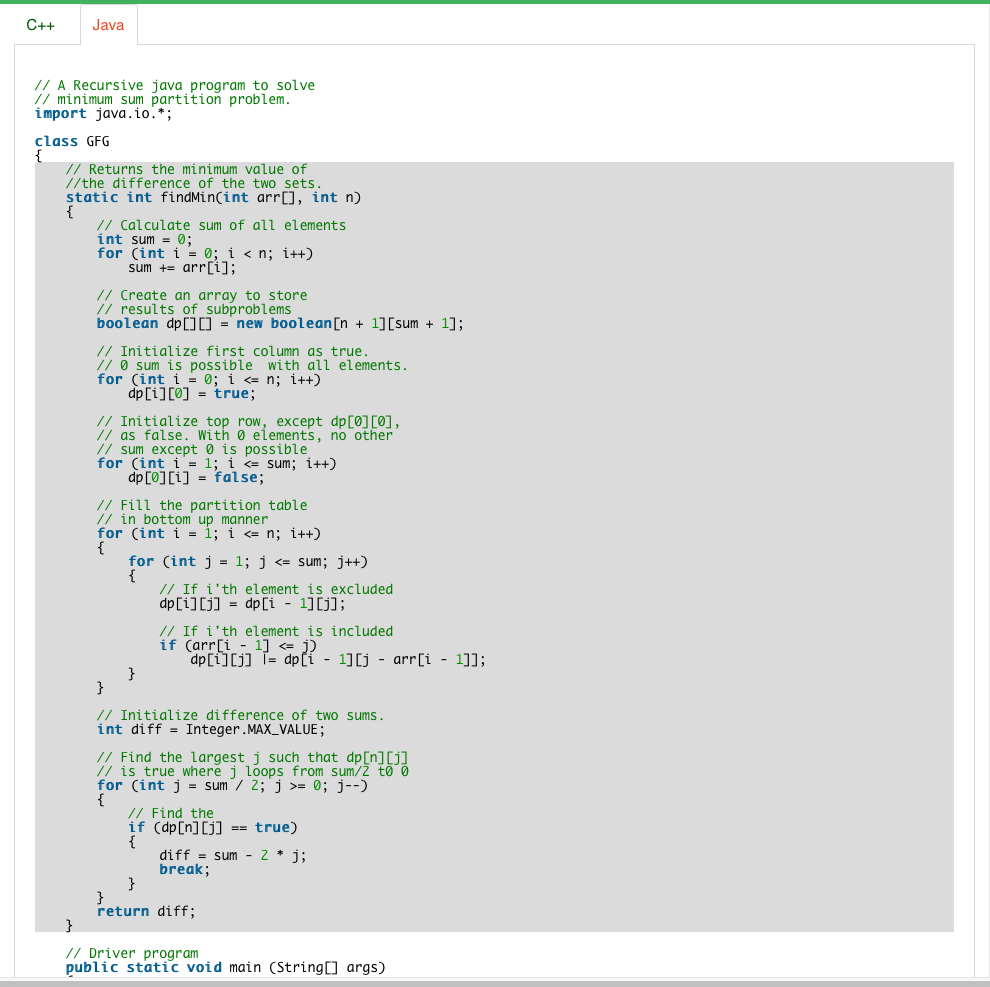 C++ Java
// A Recursive java program to solve
// minimum sum partition problem.
import java.io.*;
class GFG
{
// Returns the minimum value of
//the difference of the two sets.
static int findMin(int arr[], int n)
{
// Calculate sum of all elements
int sum = 0;
for (int i = 0; i < n; i++)
sum += arr[i];
// Create an array to store
// results of subproblems
boolean dp[][] = new boolean[n + 1][sum + 1];
// Initialize first column as true.
// 0 sum is possible  with all elements.
for (int i = 0; i <= n; i++)
dp[i][0] = true;
// Initialize top row, except dp[0][0],
// as false. With 0 elements, no other
// sum except 0 is possible
for (int i = 1; i <= sum; i++)
dp[0][i] = false;
// Fill the partition table
// in bottom up manner
for (int i = 1; i <= n; i++)
{
for (int j = 1; j <= sum; j++)
{
// If i'th element is excluded
dp[i][j] = dp[i - 1][j];
// If i'th element is included
if (arr[i - 1] <= j)
dp[i][j] |= dp[i - 1][j - arr[i - 1]];
}
}
// Initialize difference of two sums.
int diff = Integer.MAX_VALUE;
// Find the largest j such that dp[n][j]
// is true where j loops from sum/2 t0 0
for (int j = sum / 2; j >= 0; j--)
{
// Find the
if (dp[n][j] == true)
{
diff = sum - 2 * j;
break;
}
}
return diff;
}
// Driver program
public static void main (String[] args)